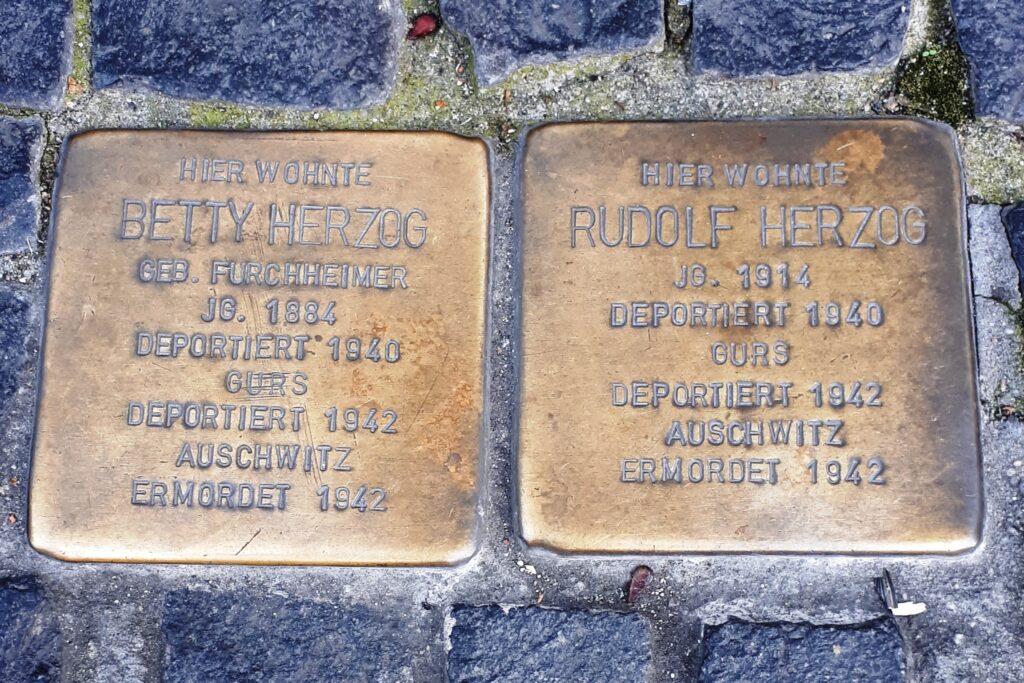 HIER WOHNTE
BETTY HERZOG
GEB. FURCHHEIMER
JG. 1884
DEPORTIERT 1940
GURS
DEPORTIERT 1942
AUSCHWITZ
ERMORDET 1942
HIER WOHNTE
RUDOLF HERZOG
JG. 1914
DEPORTIERT 1940
GURS
DEPORTIERT 1942
AUSCHWITZ
ERMORDET 1942